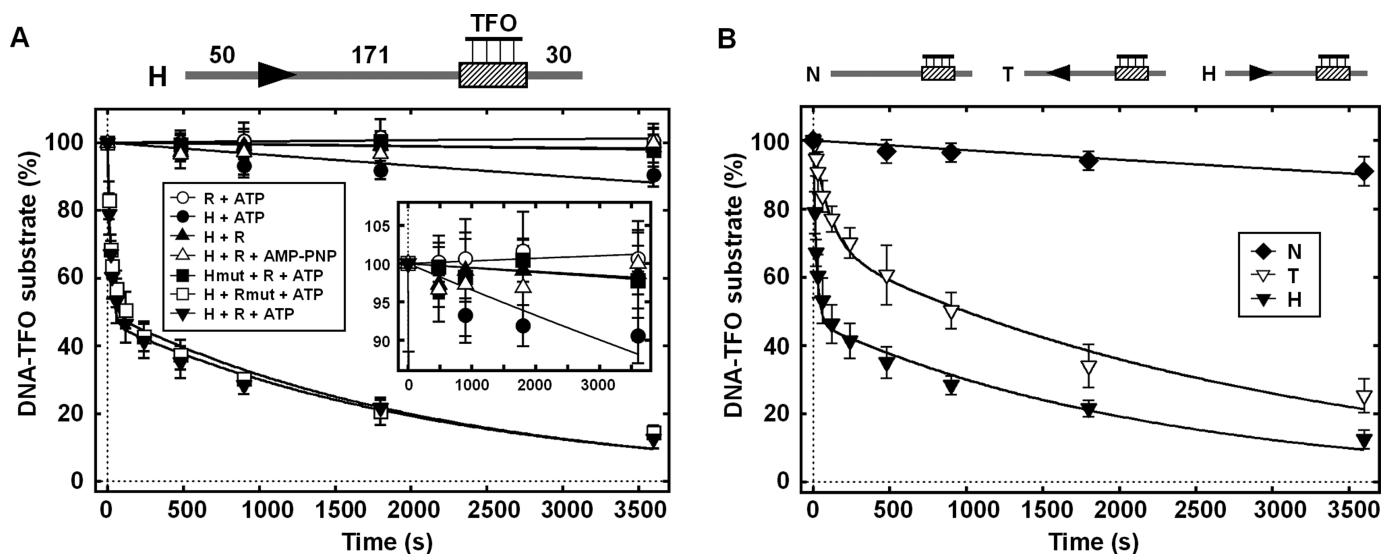 A
TFO
50
171
30
H
DNA-TFO substrate (%)
100
80
60
40
20
0
R + ATP
H + ATP
H + R
H + R + AMP-PNP
Hmut + R + ATP
H + Rmut + ATP
H + R + ATP
105
100
95
90
0 1000 2000 3000
0 500 1000 1500 2000 2500 3000 3500
Time (s)
B
N
T
H
DNA-TFO substrate (%)
100
80
60
40
20
0
N
T
H
0 500 1000 1500 2000 2500 3000 3500
Time (s)